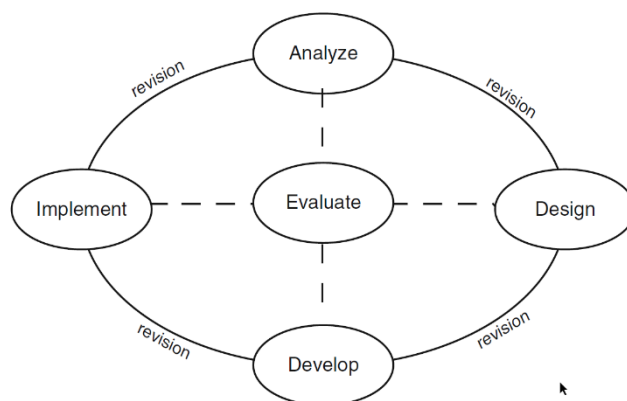 Analyze
revision
revision
Implement
Evaluate
Design
revision
revision
Develop